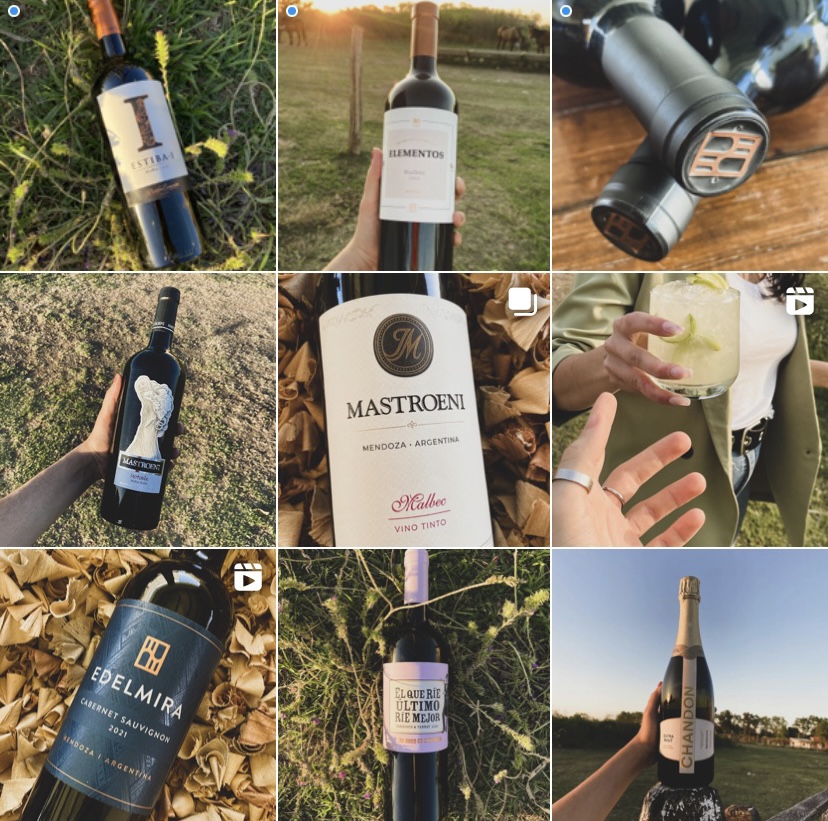 I
ESTIBA I
ELEMENTOS
Malbec
MASTROENI
M
MASTROENI
MENDOZA • ARGENTINA
Malbec
VINO TINTO
EDELMIRA
CABERNET SAUVIGNON
2021
MENDOZA | ARGENTINA
EL QUE RÍE
ÚLTIMO
RÍE MEJOR
CHANDON